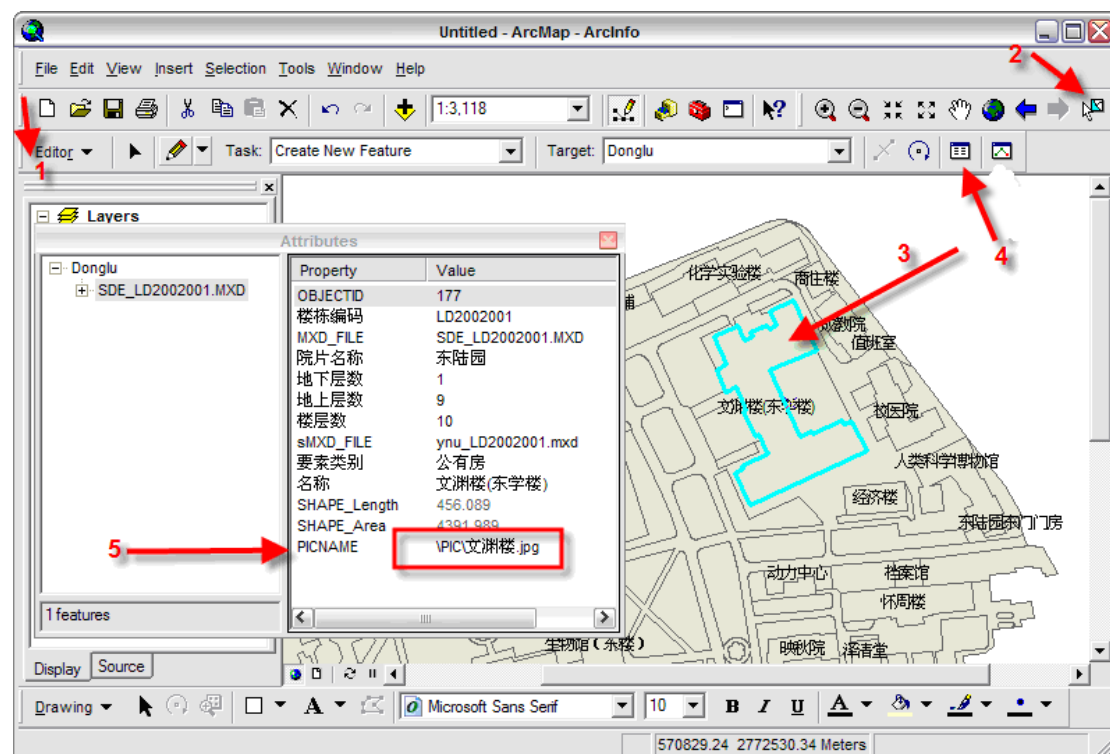 Untitled - ArcMap - ArcInfo
File Edit View Insert Selection Tools Window Help
2
1:3,118
Editor Task: Create New Feature Target: Donglu
1
Layers
Attributes
Donglu
SDE_LD2002001.MXD
Property Value
OBJECTID 177
楼栋编码 LD2002001
MXD_FILE SDE_LD2002001.MXD
院片名称 东陆园
地下层数 1
地上层数 9
楼层数 10
sMXD_FILE ynu_LD2002001.mxd
要素类别 公有房
名称 文渊楼(东学楼)
SHAPE_Length 456.089
SHAPE_Area 4391.989
5
PICNAME \PIC\文渊楼.jpg
1 features
3
4
化学实验楼
商住楼
值班室
文渊楼(东学楼)
校医院
人类科学博物馆
经济楼
东陆园东门门房
动力中心
档案馆
怀周楼
生物馆(东楼)
映秋院
泽清堂
Display Source
Drawing A Microsoft Sans Serif 10 B I U A
570829.24 2772530.34 Meters